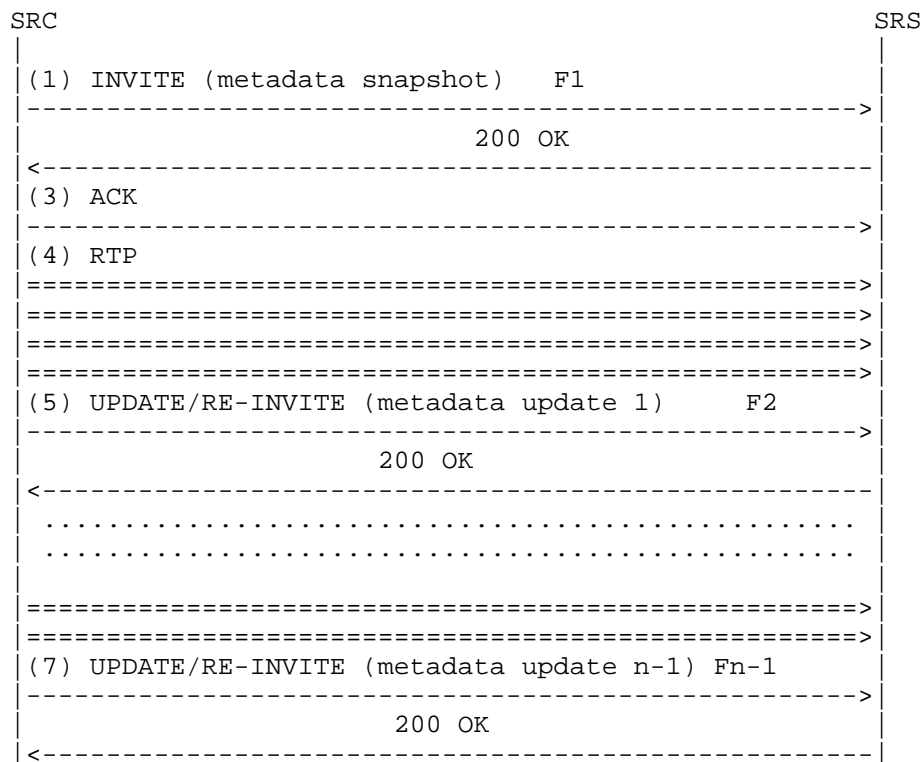 SRC SRS
(1) INVITE (metadata snapshot) F1
200 OK
(3) ACK
(4) RTP
(5) UPDATE/RE-INVITE (metadata update 1) F2
200 OK
....................................................
....................................................
(7) UPDATE/RE-INVITE (metadata update n-1) Fn-1
200 OK